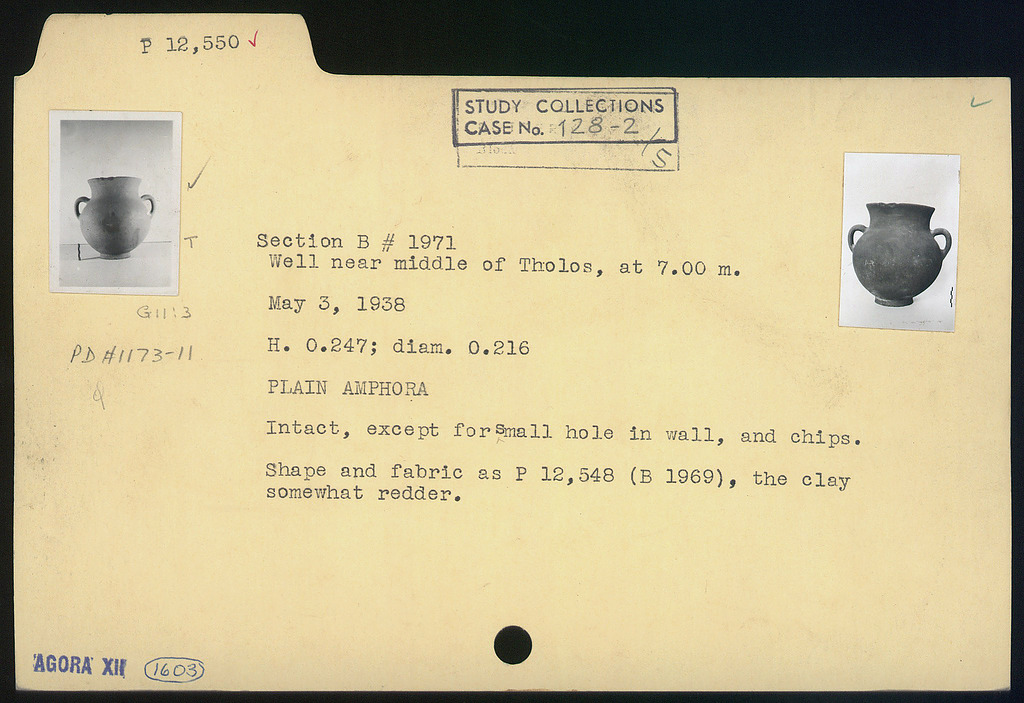 P 12,550 ✓
STUDY COLLECTIONS
CASE No. 128-2
/5
T
Section B # 1971
Well near middle of Tholos, at 7.00 m.
G11:3
May 3, 1938
PD #1173-11
H. 0.247; diam. 0.216
PLAIN AMPHORA
Intact, except for small hole in wall, and chips.
Shape and fabric as P 12,548 (B 1969), the clay
somewhat redder.
AGORA XII 1603